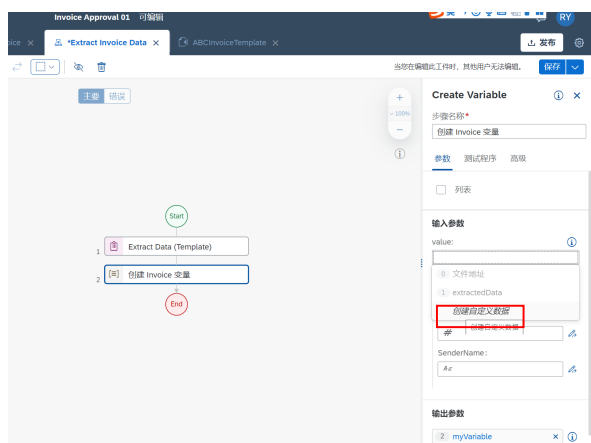 Invoice Approval 01 可编辑
RY
oice ×
*Extract Invoice Data ×
ABCInvoiceTemplate ×
发布
当您在编辑此工件时，其他用户无法编辑。
保存
主要 错误
100%
Start
1 Extract Data (Template)
2 创建 Invoice 变量
End
Create Variable
步骤名称*
创建 Invoice 变量
参数 测试程序 高级
列表
输入参数
value:
0 文件地址
1 extractedData
创建自定义数据
# 创建自定义数据
SenderName:
输出参数
2 myVariable ×